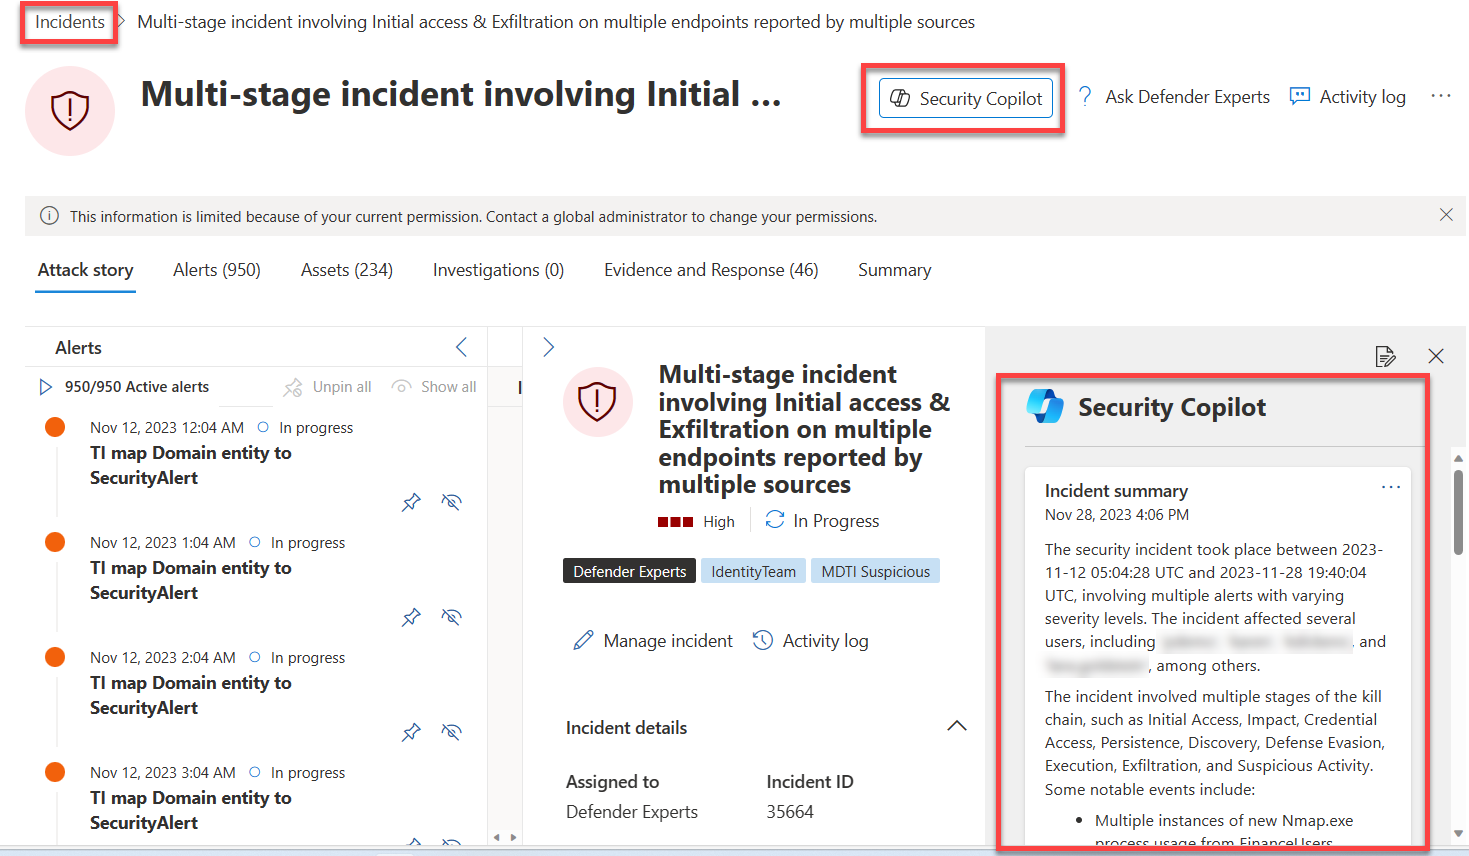 Incidents > Multi-stage incident involving Initial access & Exfiltration on multiple endpoints reported by multiple sources
Multi-stage incident involving Initial ...
Security Copilot
? Ask Defender Experts
Activity log
...
This information is limited because of your current permission. Contact a global administrator to change your permissions.
Attack story
Alerts (950)
Assets (234)
Investigations (0)
Evidence and Response (46)
Summary
Alerts
950/950 Active alerts
Unpin all
Show all
Nov 12, 2023 12:04 AM
In progress
TI map Domain entity to
SecurityAlert
Nov 12, 2023 1:04 AM
In progress
TI map Domain entity to
SecurityAlert
Nov 12, 2023 2:04 AM
In progress
TI map Domain entity to
SecurityAlert
Nov 12, 2023 3:04 AM
In progress
TI map Domain entity to
SecurityAlert
Multi-stage incident
involving Initial access &
Exfiltration on multiple
endpoints reported by
multiple sources
High
In Progress
Defender Experts
IdentityTeam
MDTI Suspicious
Manage incident
Activity log
Incident details
Assigned to
Defender Experts
Incident ID
35664
Security Copilot
Incident summary
...
Nov 28, 2023 4:06 PM
The security incident took place between 2023-
11-12 05:04:28 UTC and 2023-11-28 19:40:04
UTC, involving multiple alerts with varying
severity levels. The incident affected several
users, including , and
, among others.
The incident involved multiple stages of the kill
chain, such as Initial Access, Impact, Credential
Access, Persistence, Discovery, Defense Evasion,
Execution, Exfiltration, and Suspicious Activity.
Some notable events include:
• Multiple instances of new Nmap.exe
process usage from FinanceUsers